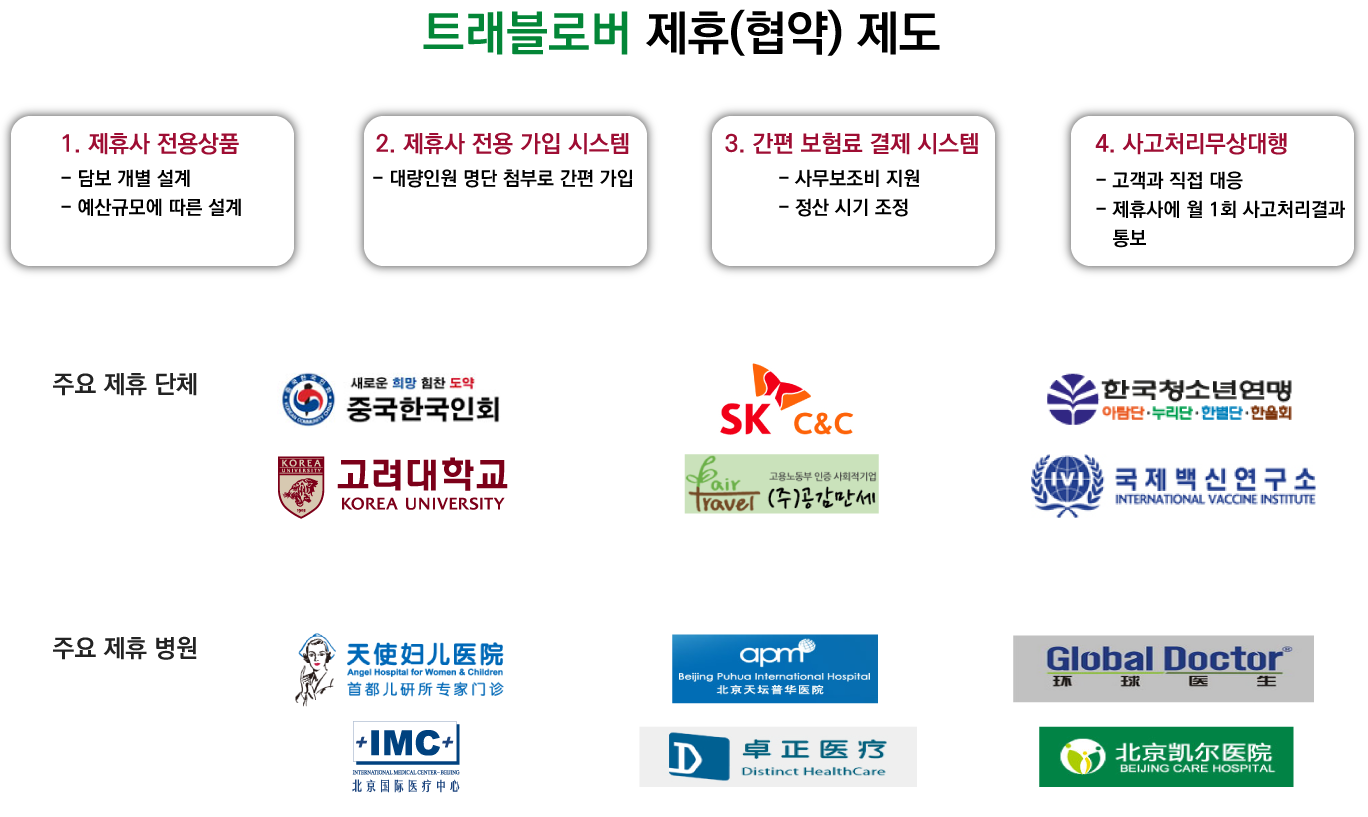 트래블로버 제휴(협약) 제도
1. 제휴사 전용상품
- 담보 개별 설계
- 예산규모에 따른 설계
2. 제휴사 전용 가입 시스템
- 대량인원 명단 첨부로 간편 가입
3. 간편 보험료 결제 시스템
- 사무보조비 지원
- 정산 시기 조정
4. 사고처리무상대행
- 고객과 직접 대응
- 제휴사에 월 1회 사고처리결과
통보
주요 제휴 단체
새로운 희망 힘찬 도약
중국한국인회
SK C&C
한국청소년연맹
아람단·누리단·한별단·한울회
KOREA
UNIVERSITY
고려대학교
KOREA UNIVERSITY
Fair
Travel
고용노동부 인증 사회적기업
(주)공감만세
IVI
국제백신연구소
INTERNATIONAL VACCINE INSTITUTE
주요 제휴 병원
天使妇儿医院
Angel Hospital for Women & Children
首都儿研所专家门诊
apm
Beijing Puhua International Hospital
北京天坛普华医院
Global Doctor®
环球医生
+IMC+
INTERNATIONAL MEDICAL CENTER-BEIJING
北京国际医疗中心
卓正医疗
Distinct HealthCare
北京凯尔医院
BEIJING CARE HOSPITAL